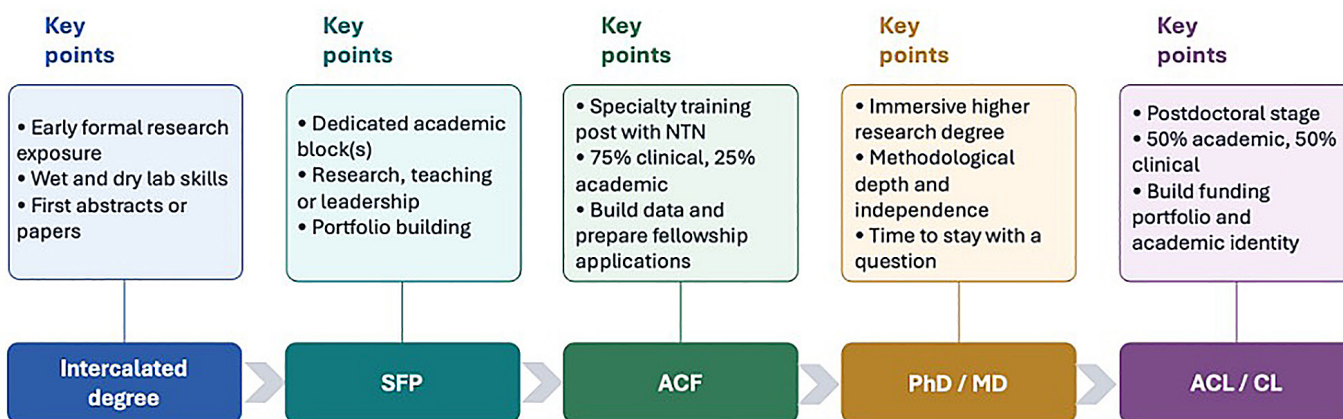 Key
points
Key
points
Key
points
Key
points
Key
points
• Early formal research
exposure
• Wet and dry lab skills
• First abstracts or
papers
• Dedicated academic
block(s)
• Research, teaching
or leadership
• Portfolio building
• Specialty training
post with NTN
• 75% clinical, 25%
academic
• Build data and
prepare fellowship
applications
• Immersive higher
research degree
• Methodological
depth and
independence
• Time to stay with a
question
• Postdoctoral stage
• 50% academic, 50%
clinical
• Build funding
portfolio and
academic identity
Intercalated
degree
SFP
ACF
PhD / MD
ACL / CL